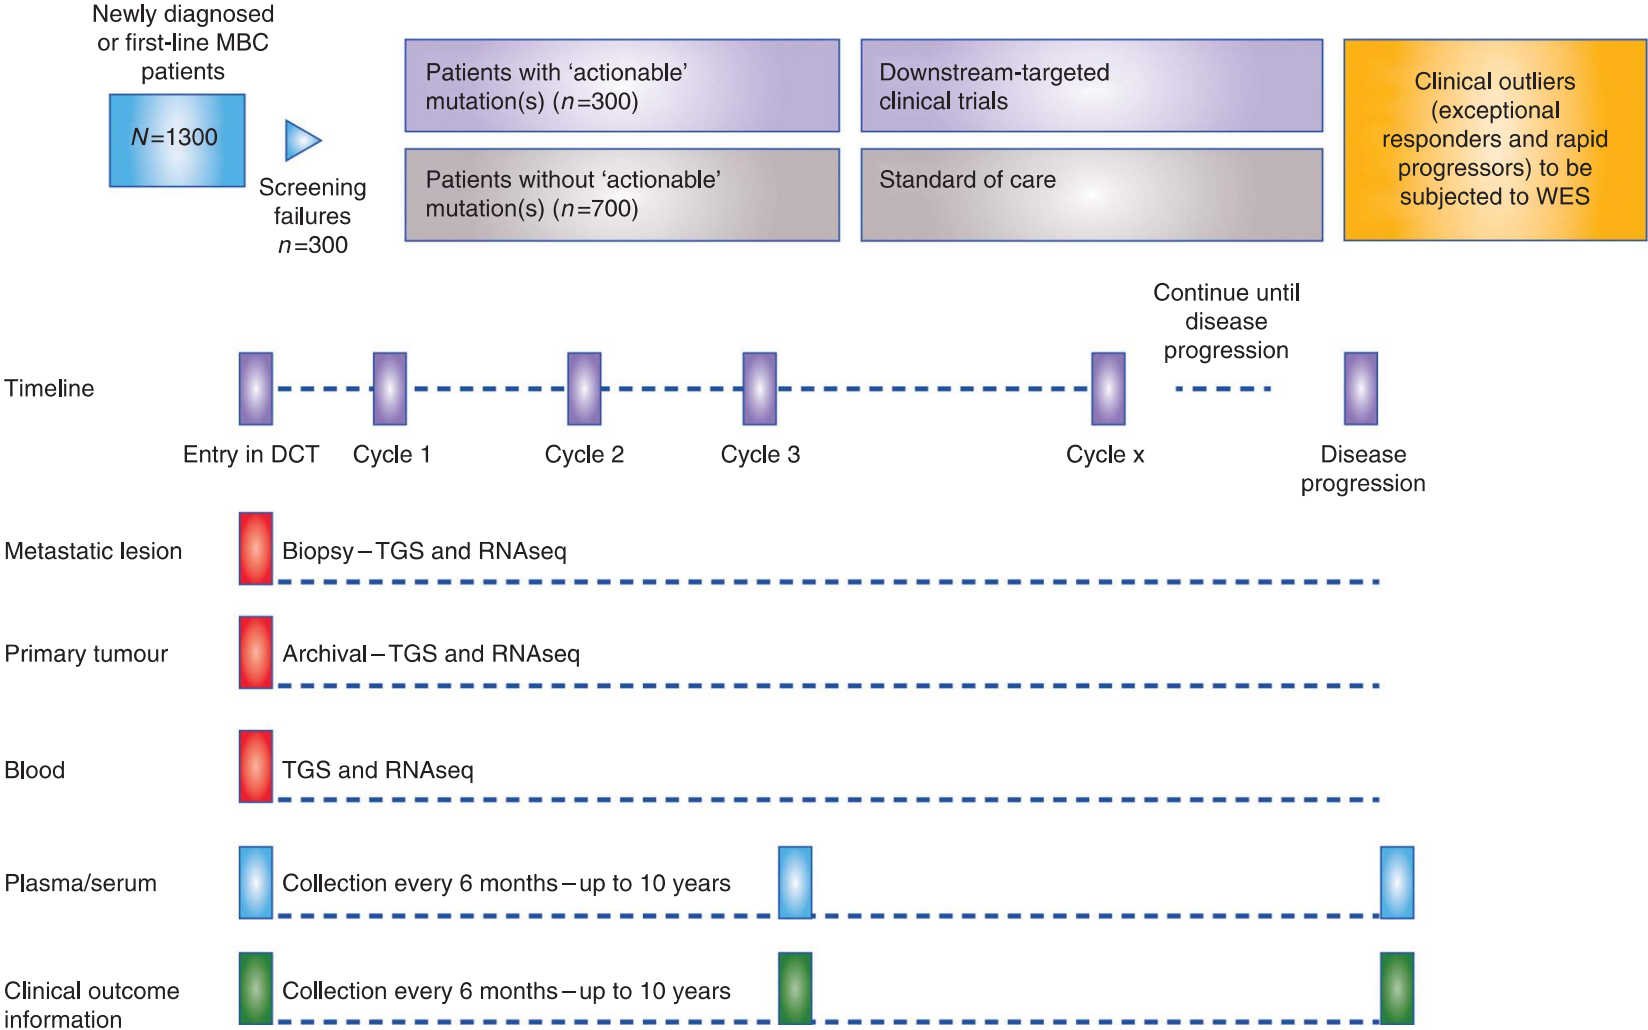 Newly diagnosed
or first-line MBC
patients
N=1300
Screening
failures
n=300
Patients with ‘actionable’
mutation(s) (n=300)
Patients without ‘actionable’
mutation(s) (n=700)
Downstream-targeted
clinical trials
Standard of care
Clinical outliers
(exceptional
responders and rapid
progressors) to be
subjected to WES
Continue until
disease
progression
Timeline
Entry in DCT
Cycle 1
Cycle 2
Cycle 3
Cycle x
Disease
progression
Metastatic lesion
Biopsy – TGS and RNAseq
Primary tumour
Archival – TGS and RNAseq
Blood
TGS and RNAseq
Plasma/serum
Collection every 6 months – up to 10 years
Clinical outcome
information
Collection every 6 months – up to 10 years